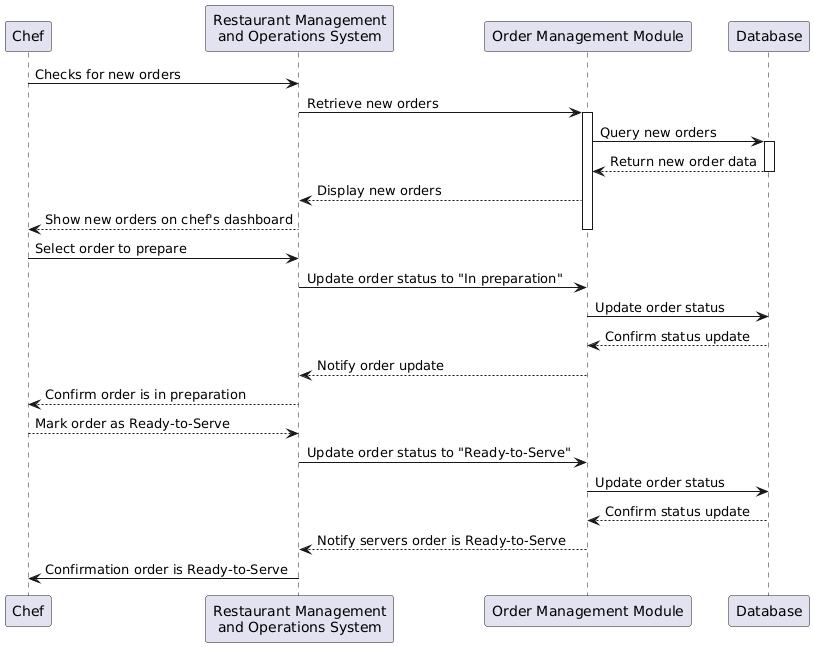 Chef
Restaurant Management
and Operations System
Order Management Module
Database
Checks for new orders
Retrieve new orders
Query new orders
Return new order data
Display new orders
Show new orders on chef's dashboard
Select order to prepare
Update order status to "In preparation"
Update order status
Confirm status update
Notify order update
Confirm order is in preparation
Mark order as Ready-to-Serve
Update order status to "Ready-to-Serve"
Update order status
Confirm status update
Notify servers order is Ready-to-Serve
Confirmation order is Ready-to-Serve
Chef
Restaurant Management
and Operations System
Order Management Module
Database